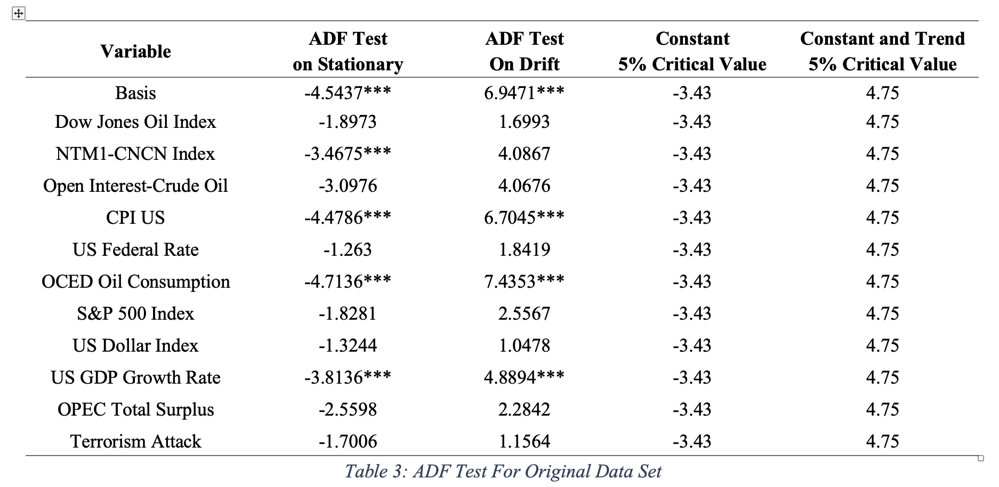 Variable ADF Test on Stationary ADF Test On Drift Constant 5% Critical Value Constant and Trend 5% Critical Value
Basis -4.5437*** 6.9471*** -3.43 4.75
Dow Jones Oil Index -1.8973 1.6993 -3.43 4.75
NTM1-CNCN Index -3.4675*** 4.0867 -3.43 4.75
Open Interest-Crude Oil -3.0976 4.0676 -3.43 4.75
CPI US -4.4786*** 6.7045*** -3.43 4.75
US Federal Rate -1.263 1.8419 -3.43 4.75
OCED Oil Consumption -4.7136*** 7.4353*** -3.43 4.75
S&P 500 Index -1.8281 2.5567 -3.43 4.75
US Dollar Index -1.3244 1.0478 -3.43 4.75
US GDP Growth Rate -3.8136*** 4.8894*** -3.43 4.75
OPEC Total Surplus -2.5598 2.2842 -3.43 4.75
Terrorism Attack -1.7006 1.1564 -3.43 4.75
Table 3: ADF Test For Original Data Set